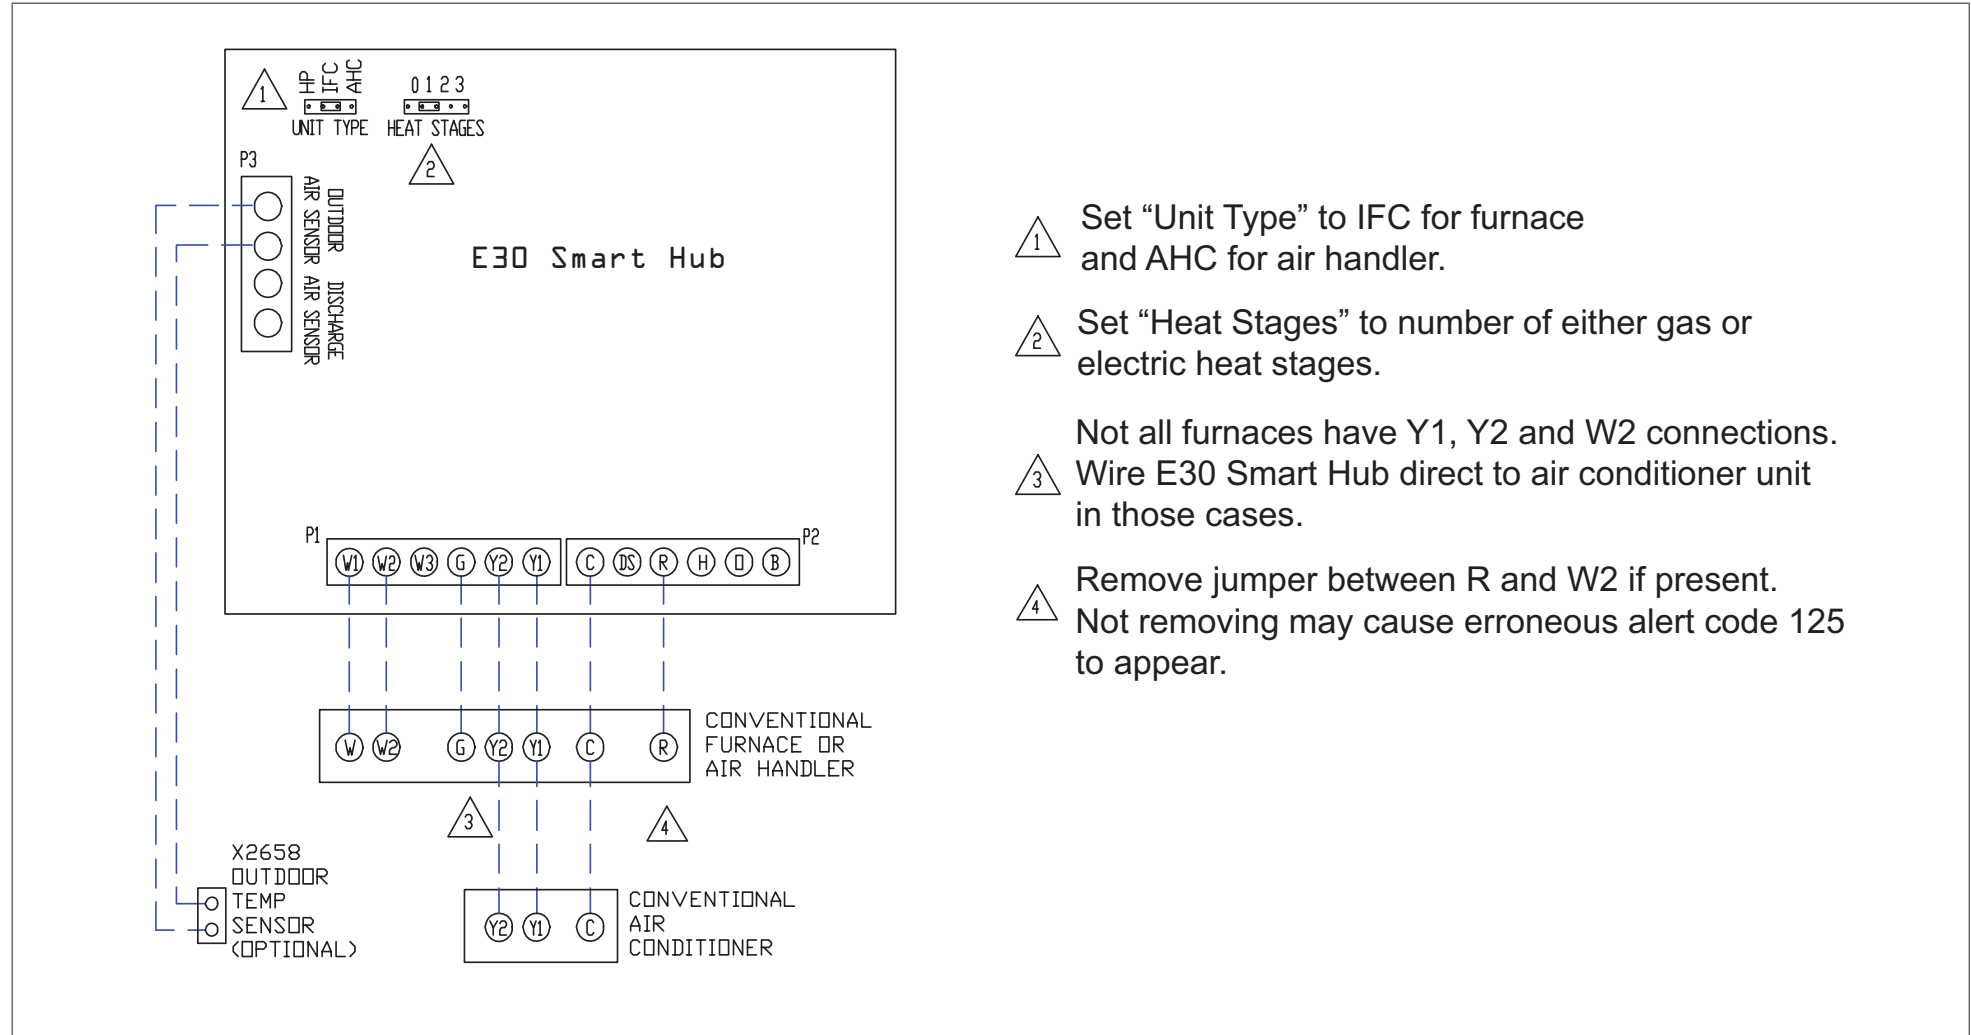 1
HP
IFC
AHC
UNIT TYPE
0 1 2 3
HEAT STAGES
2
P3
OUTDOOR
AIR SENSOR
DISCHARGE
AIR SENSOR
E30 Smart Hub
P1
W1 W2 W3 G Y2 Y1
C DS R H O B
P2
W W2 G Y2 Y1 C R
CONVENTIONAL
FURNACE OR
AIR HANDLER
3
4
X2658
OUTDOOR
TEMP
SENSOR
(OPTIONAL)
Y2 Y1 C
CONVENTIONAL
AIR
CONDITIONER
1
Set “Unit Type” to IFC for furnace
and AHC for air handler.
2
Set “Heat Stages” to number of either gas or
electric heat stages.
3
Not all furnaces have Y1, Y2 and W2 connections.
Wire E30 Smart Hub direct to air conditioner unit
in those cases.
4
Remove jumper between R and W2 if present.
Not removing may cause erroneous alert code 125
to appear.